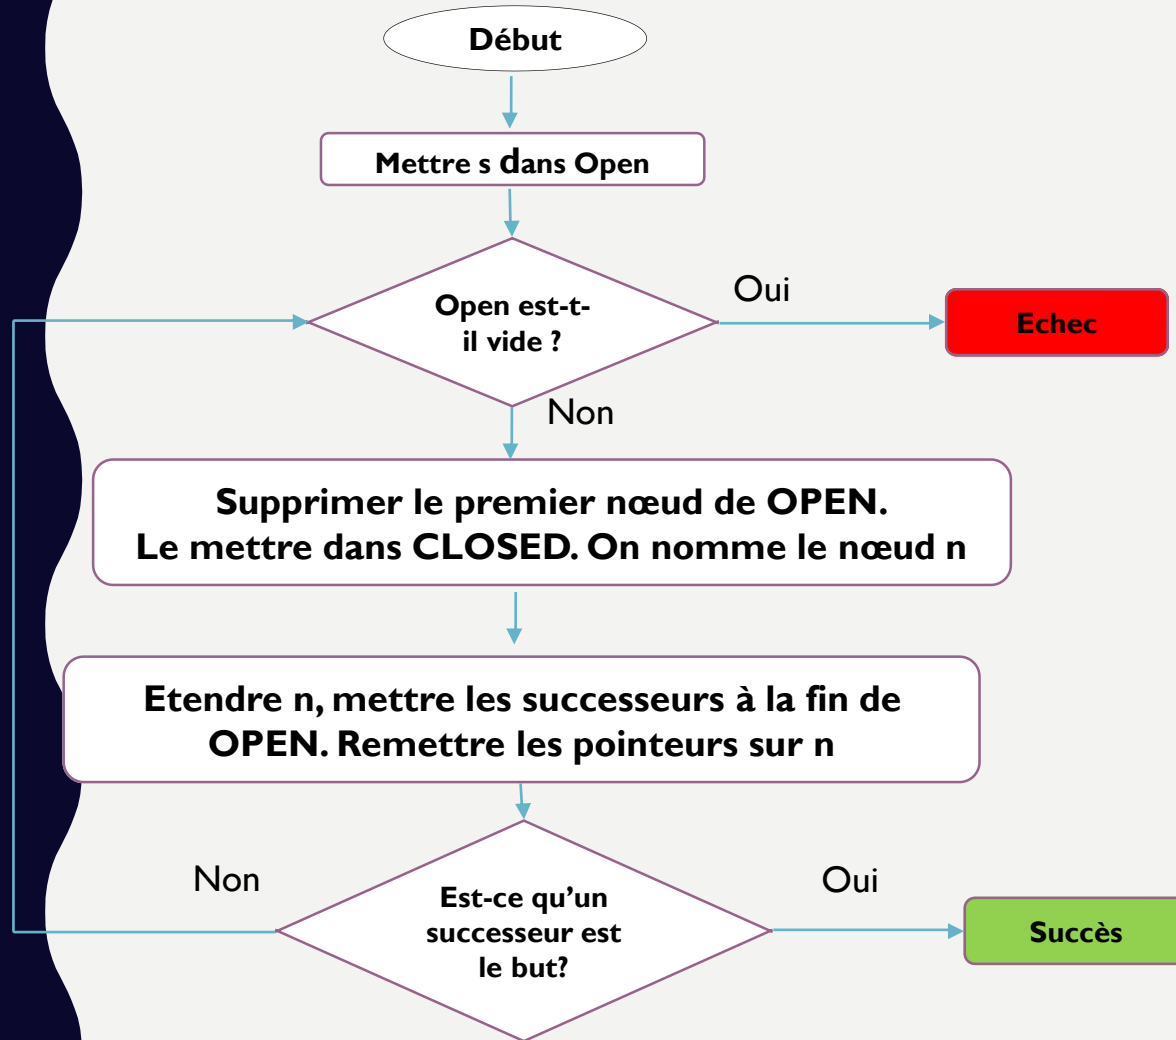 Début
Mettre s dans Open
Open est-t-
il vide ?
Oui
Echec
Non
Supprimer le premier nœud de OPEN.
Le mettre dans CLOSED. On nomme le nœud n
Etendre n, mettre les successeurs à la fin de
OPEN. Remettre les pointeurs sur n
Non
Est-ce qu’un
successeur est
le but?
Oui
Succès